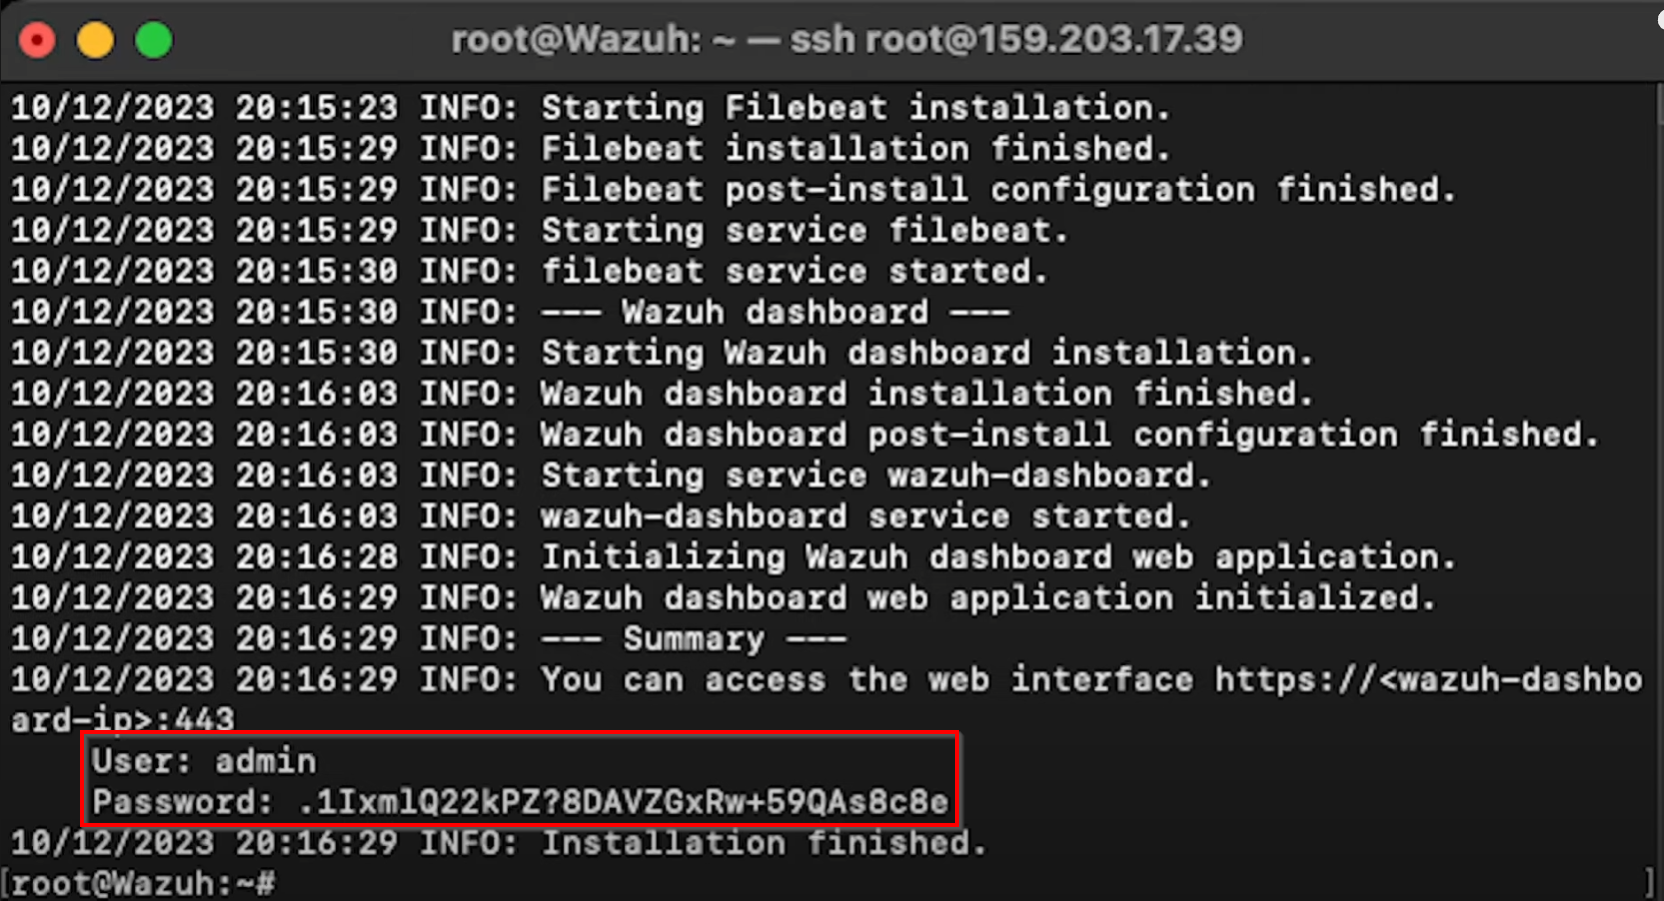 root@Wazuh: ~ — ssh root@159.203.17.39
10/12/2023 20:15:23 INFO: Starting Filebeat installation.
10/12/2023 20:15:29 INFO: Filebeat installation finished.
10/12/2023 20:15:29 INFO: Filebeat post-install configuration finished.
10/12/2023 20:15:29 INFO: Starting service filebeat.
10/12/2023 20:15:30 INFO: filebeat service started.
10/12/2023 20:15:30 INFO: --- Wazuh dashboard ---
10/12/2023 20:15:30 INFO: Starting Wazuh dashboard installation.
10/12/2023 20:16:03 INFO: Wazuh dashboard installation finished.
10/12/2023 20:16:03 INFO: Wazuh dashboard post-install configuration finished.
10/12/2023 20:16:03 INFO: Starting service wazuh-dashboard.
10/12/2023 20:16:03 INFO: wazuh-dashboard service started.
10/12/2023 20:16:28 INFO: Initializing Wazuh dashboard web application.
10/12/2023 20:16:29 INFO: Wazuh dashboard web application initialized.
10/12/2023 20:16:29 INFO: --- Summary ---
10/12/2023 20:16:29 INFO: You can access the web interface https://<wazuh-dashbo
ard-ip>:443
User: admin
Password: .1IxmlQ22kPZ?8DAVZGxRw+59QAs8c8e
10/12/2023 20:16:29 INFO: Installation finished.
[root@Wazuh:~# ]